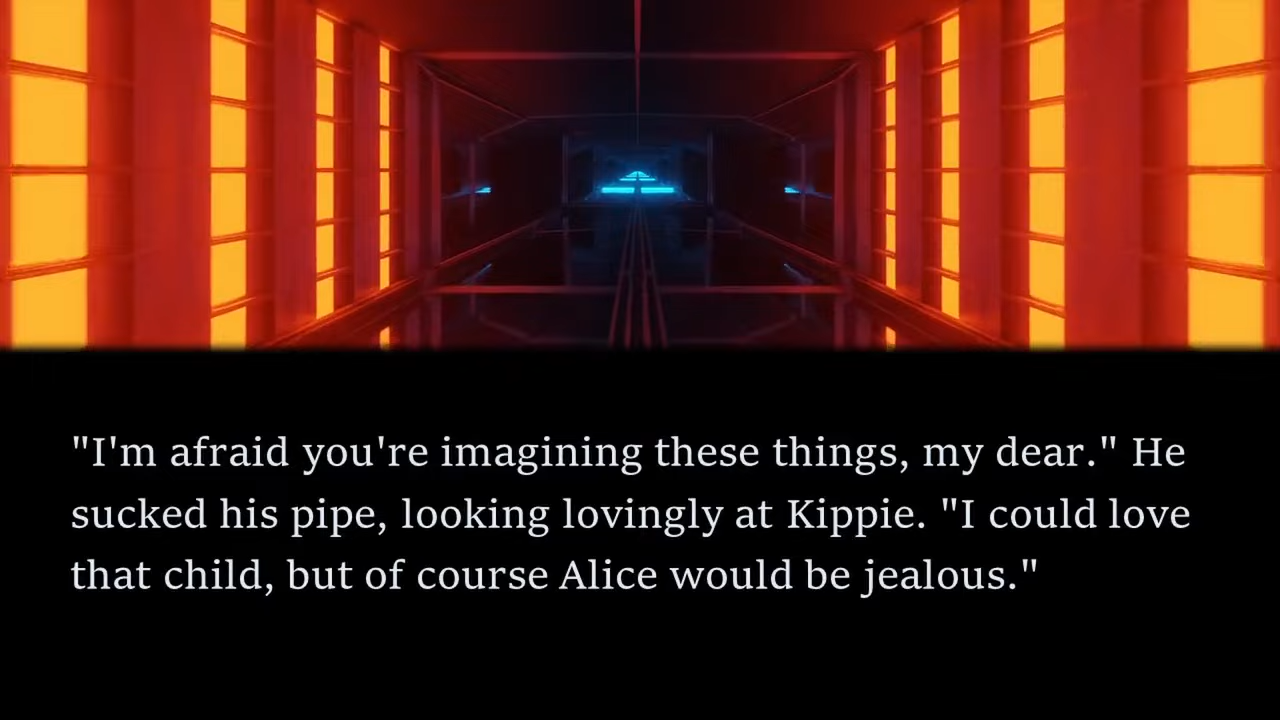 "I'm afraid you're imagining these things, my dear." He
sucked his pipe, looking lovingly at Kippie. "I could love
that child, but of course Alice would be jealous."